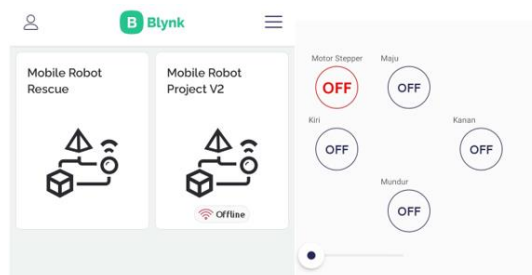 B Blynk
Mobile Robot
Rescue
Mobile Robot
Project V2
Offline
Motor Stepper
OFF
Maju
OFF
Kiri
OFF
Kanan
OFF
Mundur
OFF